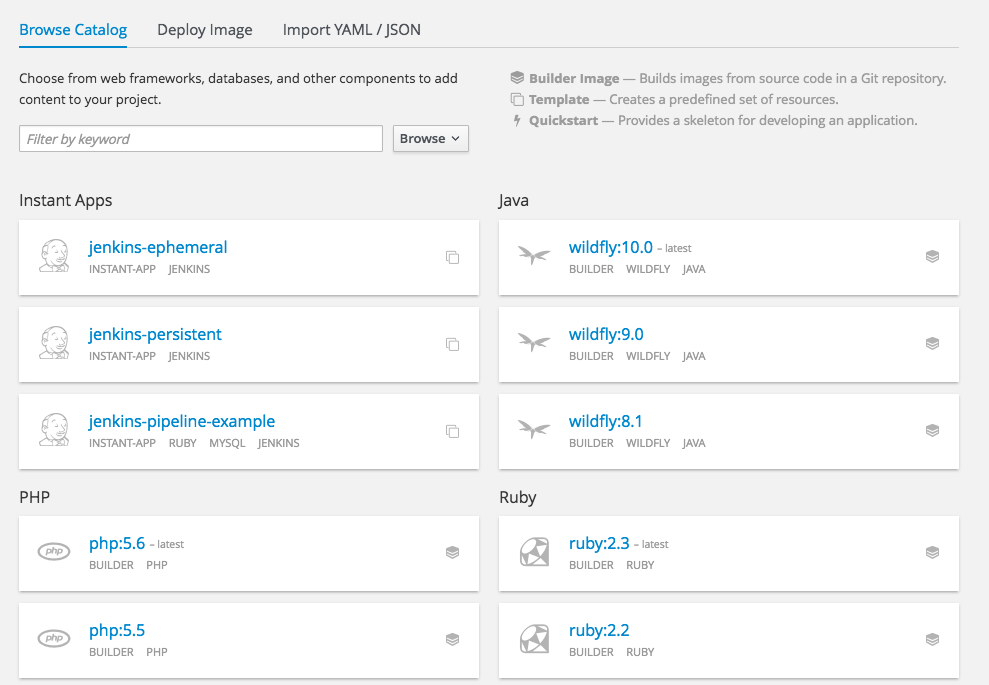 Browse Catalog Deploy Image Import YAML / JSON
Choose from web frameworks, databases, and other components to add
content to your project.
Builder Image — Builds images from source code in a Git repository.
Template — Creates a predefined set of resources.
Quickstart — Provides a skeleton for developing an application.
Filter by keyword
Browse
Instant Apps
jenkins-ephemeral
INSTANT-APP JENKINS
jenkins-persistent
INSTANT-APP JENKINS
jenkins-pipeline-example
INSTANT-APP RUBY MYSQL JENKINS
Java
wildfly:10.0 – latest
BUILDER WILDFLY JAVA
wildfly:9.0
BUILDER WILDFLY JAVA
wildfly:8.1
BUILDER WILDFLY JAVA
PHP
php
php:5.6 – latest
BUILDER PHP
php
php:5.5
BUILDER PHP
Ruby
ruby:2.3 – latest
BUILDER RUBY
ruby:2.2
BUILDER RUBY